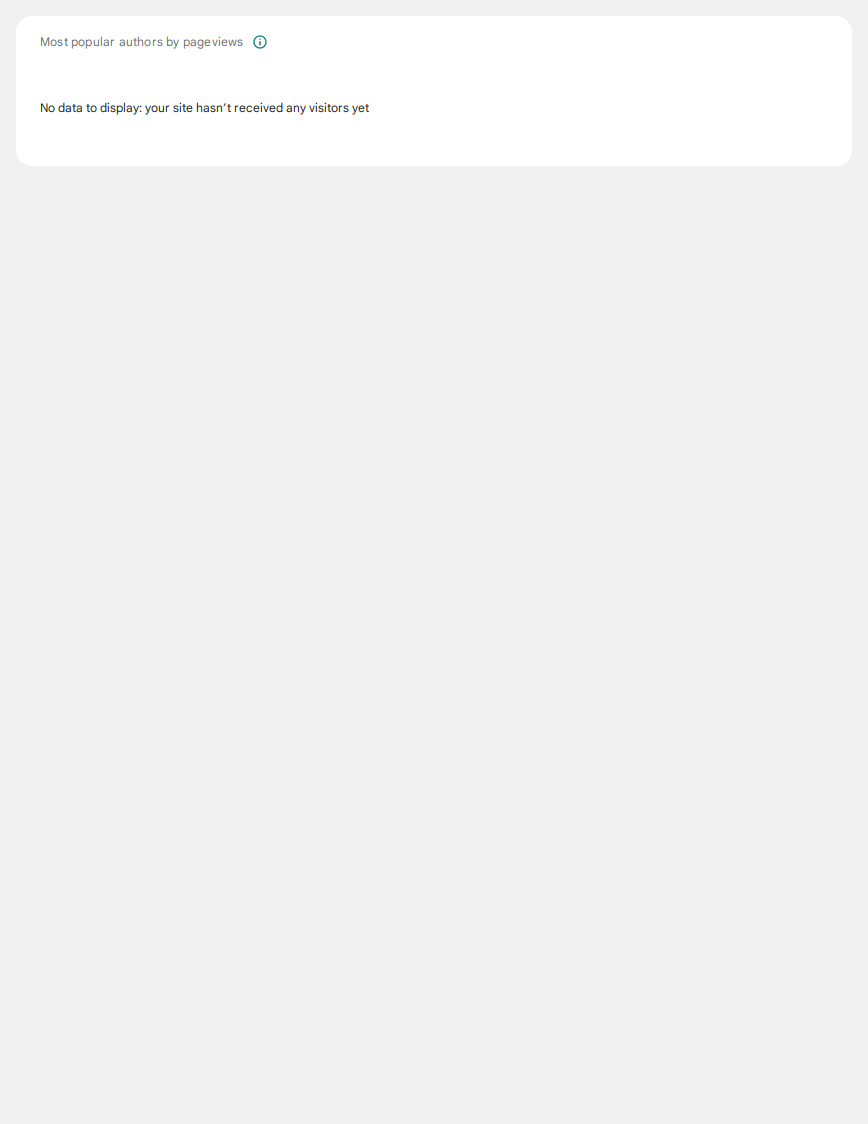 Most popular authors by pageviews
No data to display: your site hasn’t received any visitors yet